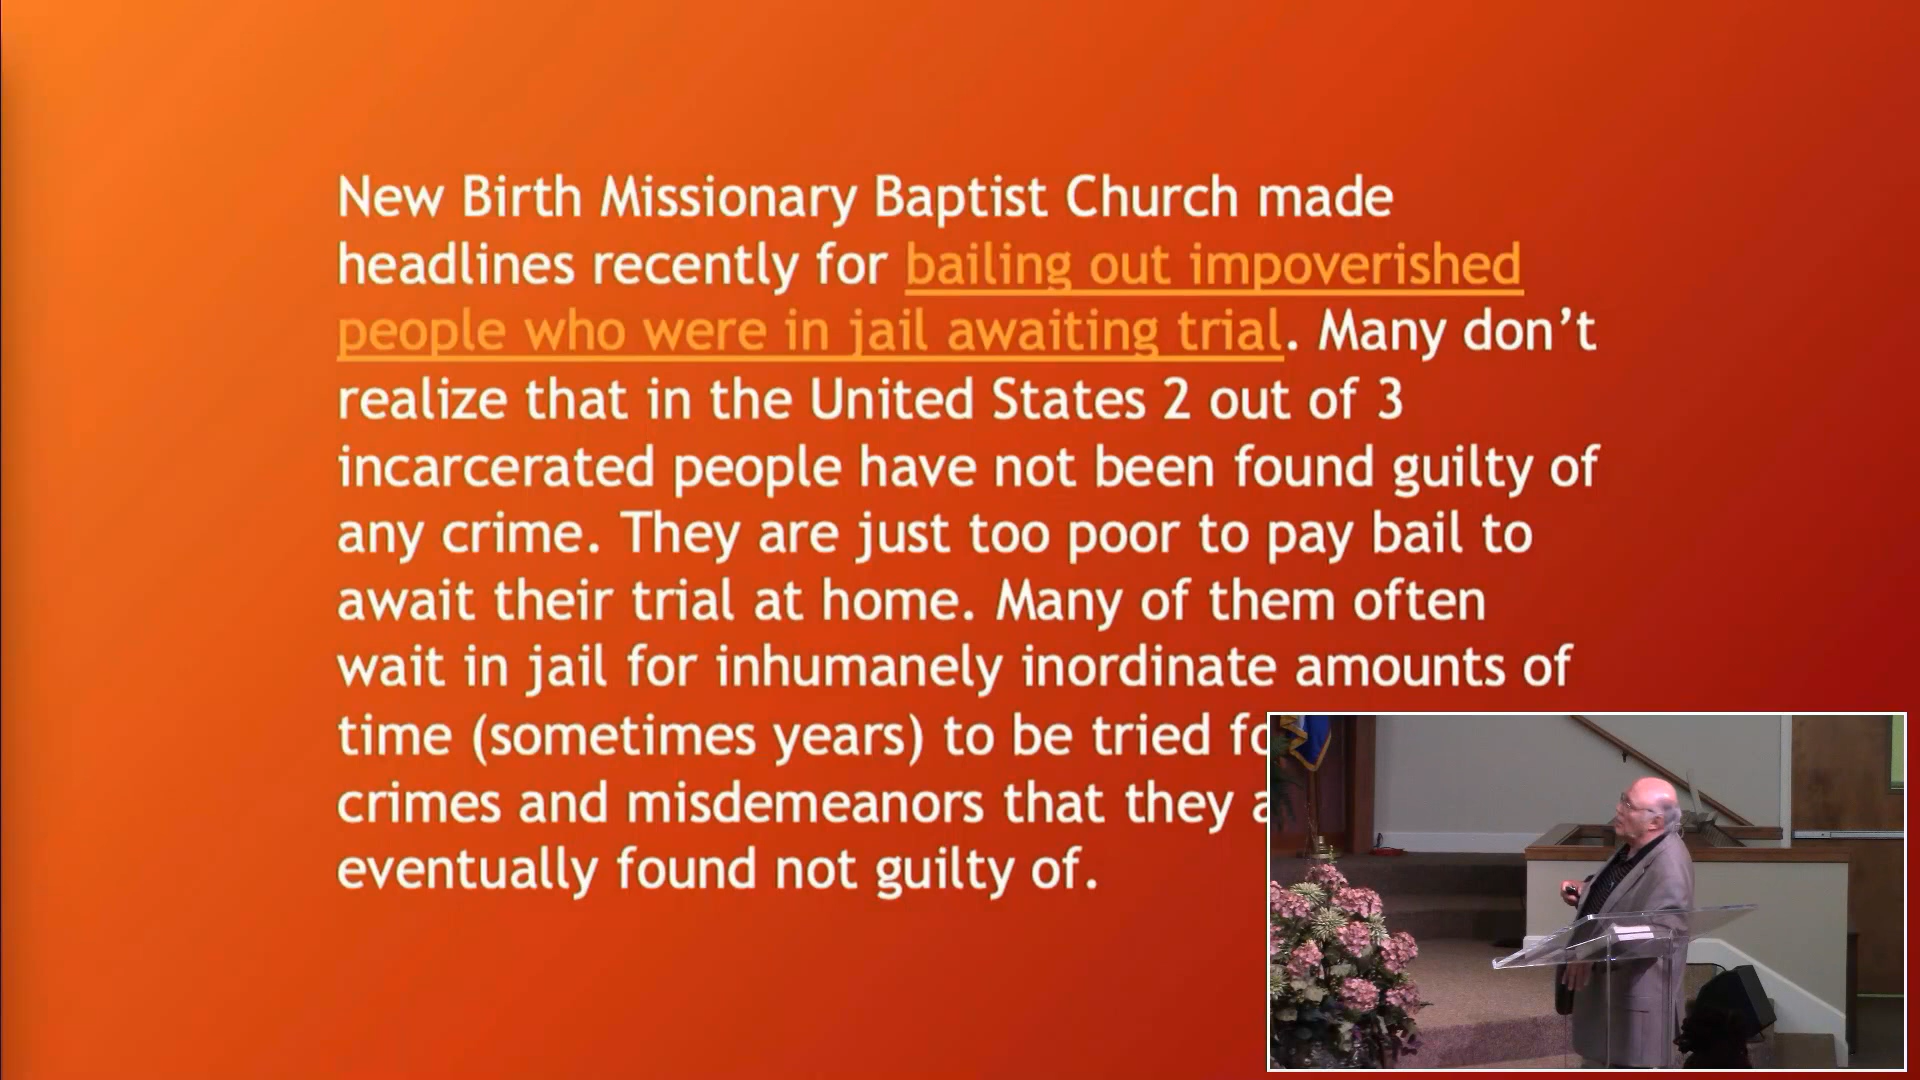 New Birth Missionary Baptist Church made
headlines recently for bailing out impoverished
people who were in jail awaiting trial. Many don’t
realize that in the United States 2 out of 3
incarcerated people have not been found guilty of
any crime. They are just too poor to pay bail to
await their trial at home. Many of them often
wait in jail for inhumanely inordinate amounts of
time (sometimes years) to be tried
crimes and misdemeanors that they
eventually found not guilty of.